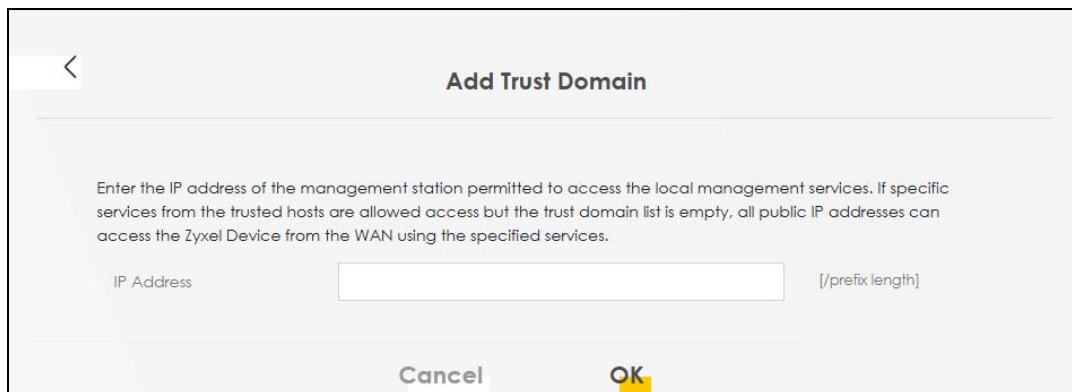 Add Trust Domain
Enter the IP address of the management station permitted to access the local management services. If specific
services from the trusted hosts are allowed access but the trust domain list is empty, all public IP addresses can
access the Zyxel Device from the WAN using the specified services.
IP Address [/prefix length]
Cancel OK